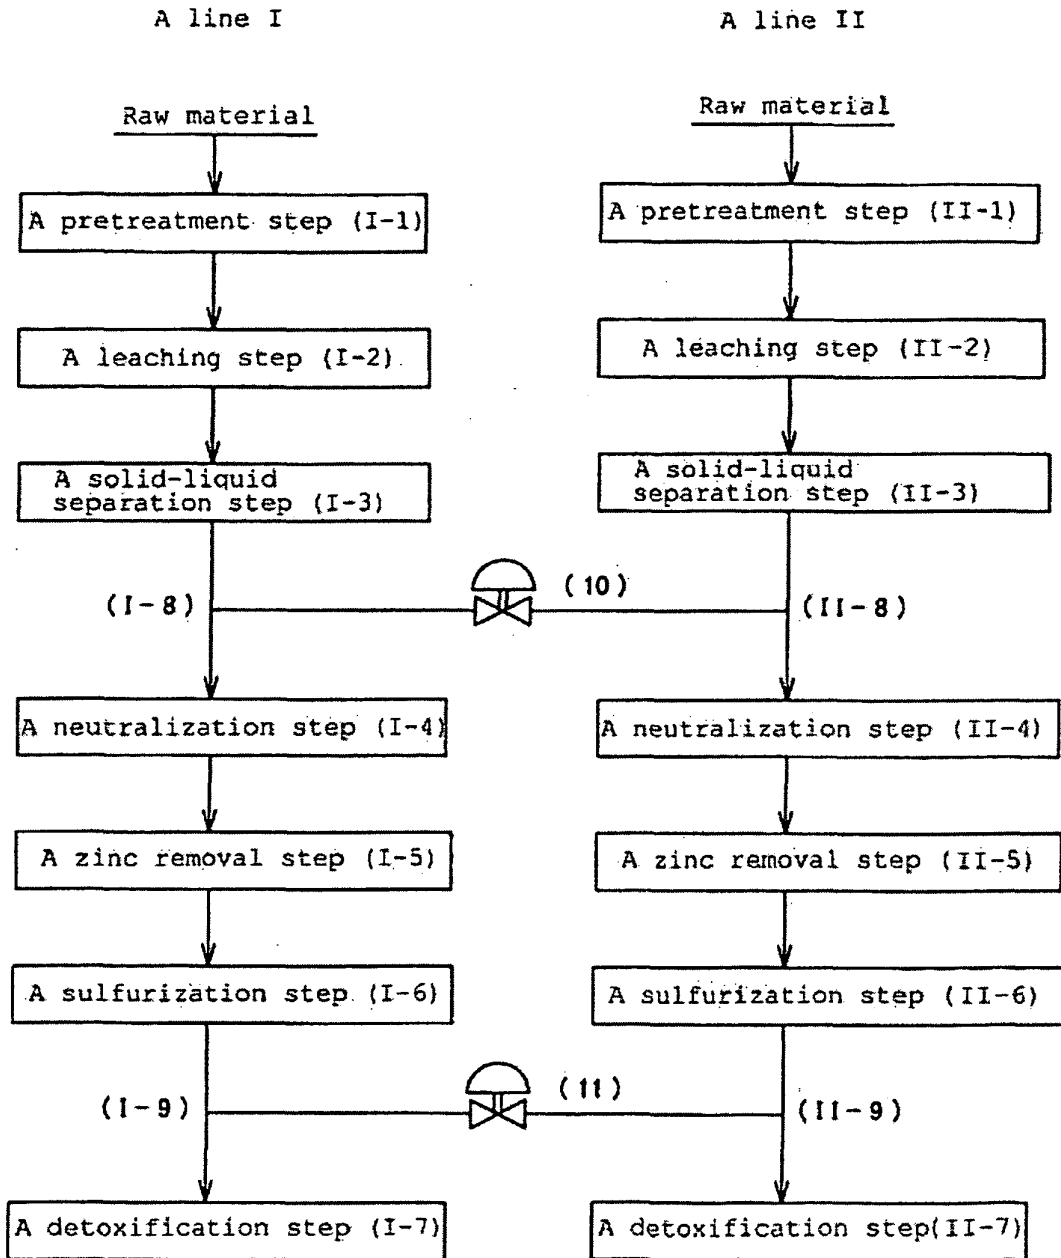 A line I
A line II
Raw material
Raw material
A pretreatment step (I-1)
A pretreatment step (II-1)
A leaching step (I-2)
A leaching step (II-2)
A solid-liquid
separation step (I-3)
A solid-liquid
separation step (II-3)
(I-8)
(10)
(II-8)
A neutralization step (I-4)
A neutralization step (II-4)
A zinc removal step (I-5)
A zinc removal step (II-5)
A sulfurization step (I-6)
A sulfurization step (II-6)
(I-9)
(11)
(II-9)
A detoxification step (I-7)
A detoxification step(II-7)